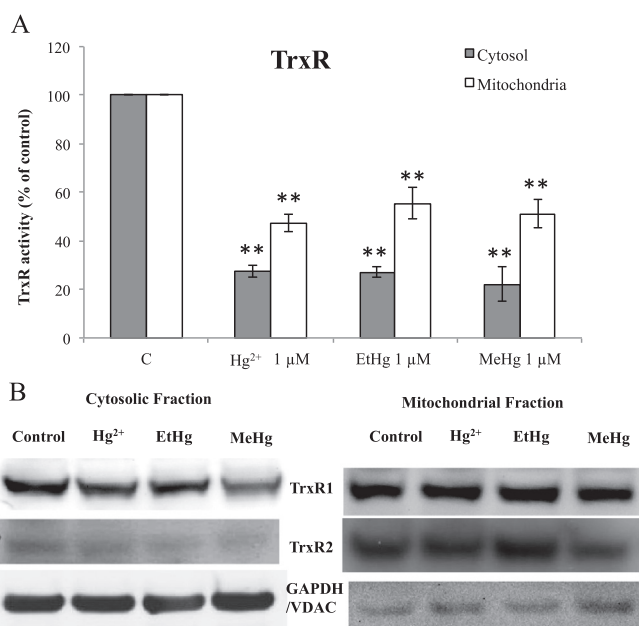 A
TrxR
Cytosol
Mitochondria
TrxR activity (% of control)
120
100
80
60
40
20
0
**
**
**
**
**
**
C
Hg²⁺ 1 µM
EtHg 1 µM
MeHg 1 µM
B
Cytosolic Fraction
Mitochondrial Fraction
Control Hg²⁺ EtHg MeHg
Control Hg²⁺ EtHg MeHg
TrxR1
TrxR2
GAPDH
/VDAC